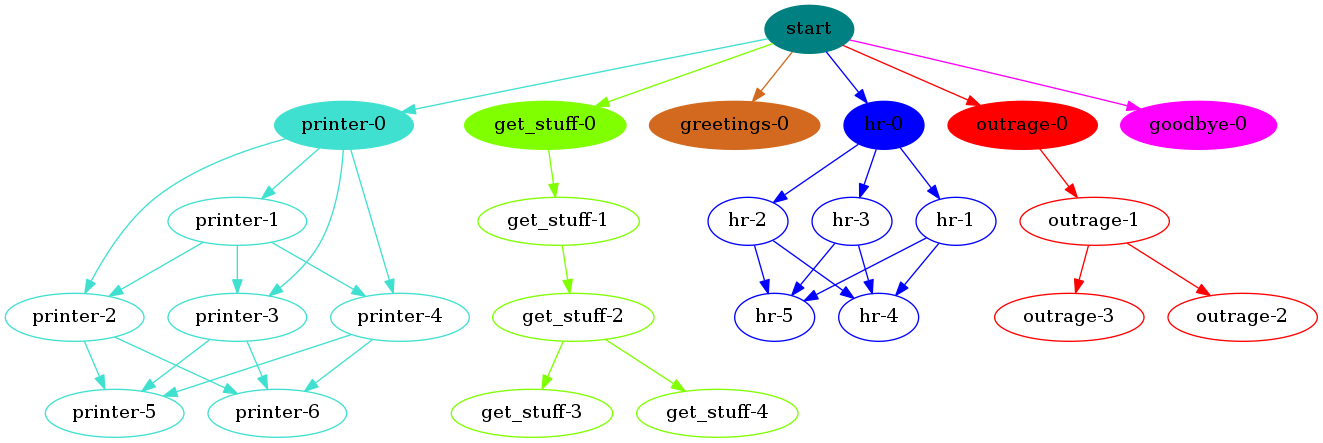 start
printer-0
get_stuff-0
greetings-0
hr-0
outrage-0
goodbye-0
printer-1
get_stuff-1
hr-2
hr-3
hr-1
outrage-1
printer-2
printer-3
printer-4
get_stuff-2
hr-5
hr-4
outrage-3
outrage-2
printer-5
printer-6
get_stuff-3
get_stuff-4